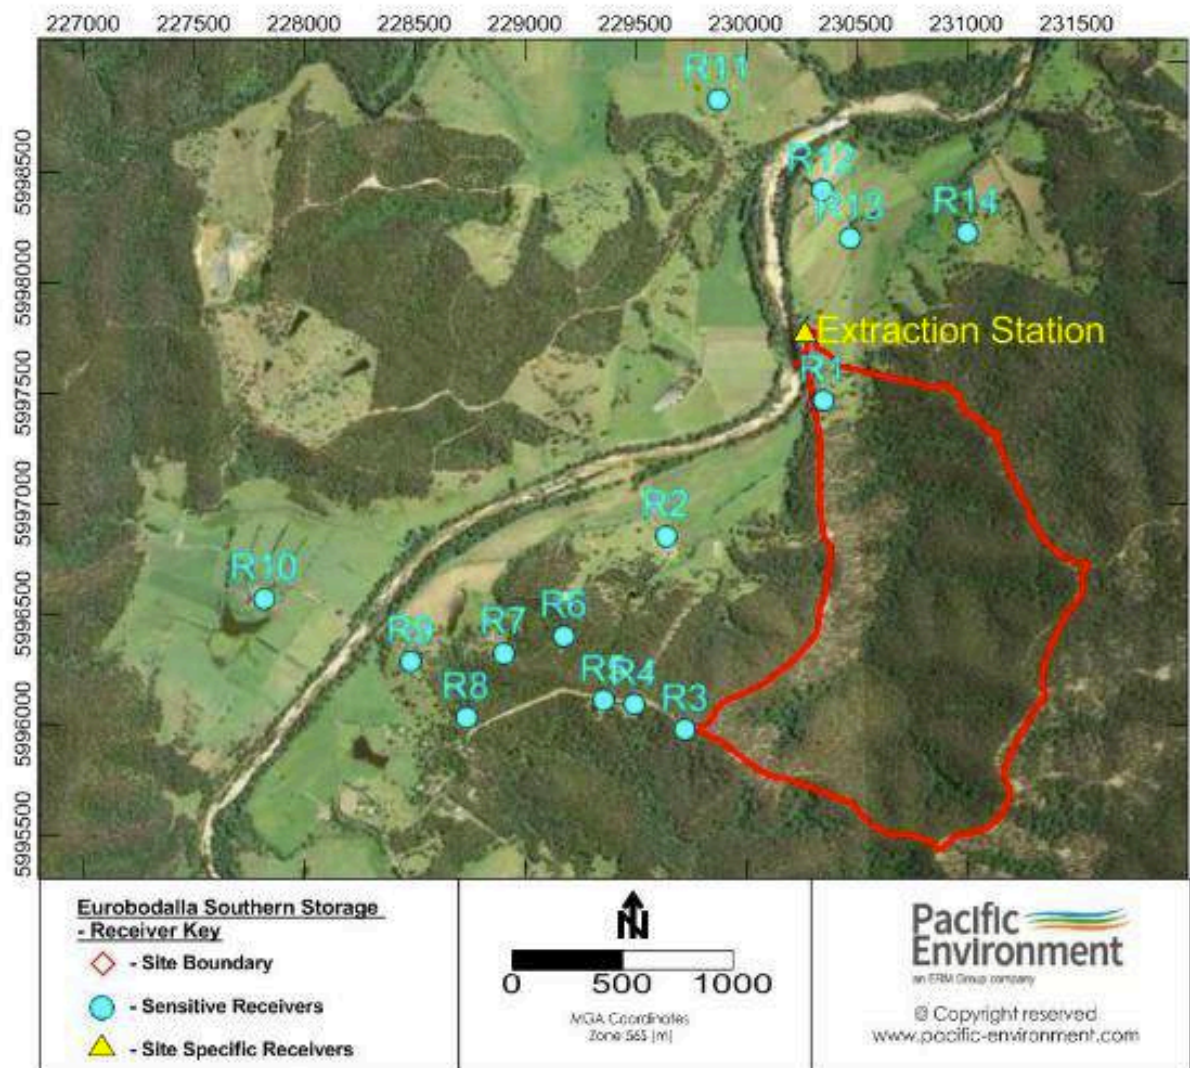 227000 227500 228000 228500 229000 229500 230000 230500 231000 231500
5998500
5998000
5997500
5997000
5996500
5996000
5995500
R11
R12
R13
R14
Extraction Station
R1
R2
R10
R6
R7
R9
R5
R4
R8
R3
Eurobodalla Southern Storage
- Receiver Key
- Site Boundary
- Sensitive Receivers
- Site Specific Receivers
N
0 500 1000
MGA Coordinates
Zone 56S (m)
Pacific
Environment
an ERM Group company
@ Copyright reserved
www.pacific-environment.com